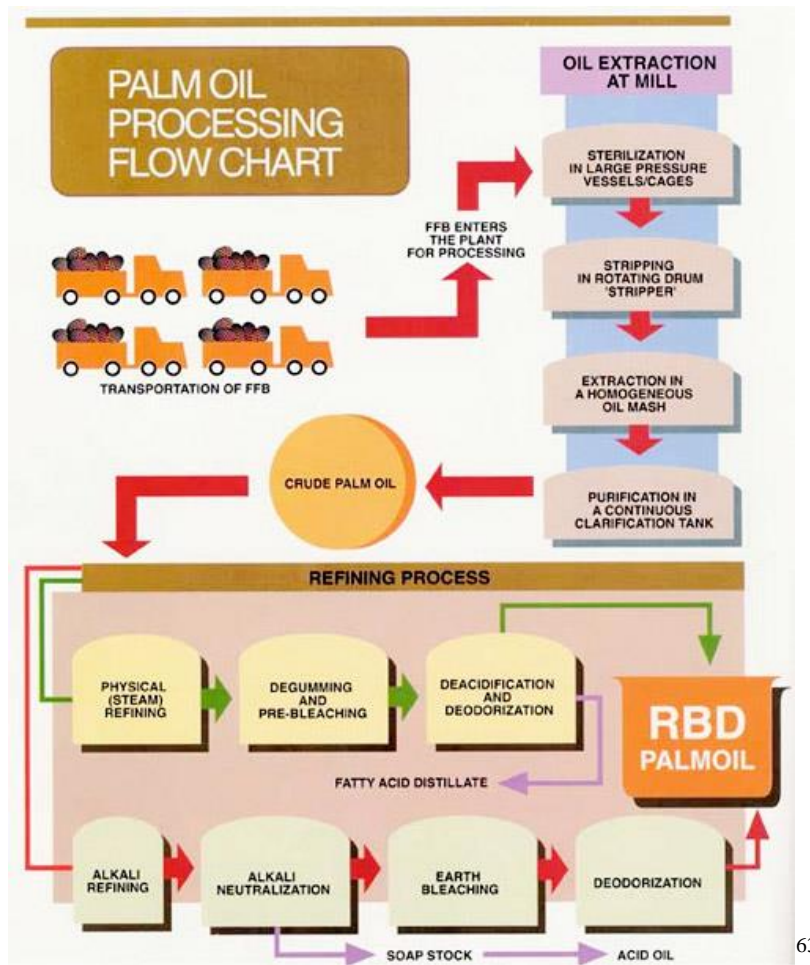 PALM OIL
PROCESSING
FLOW CHART
OIL EXTRACTION
AT MILL
STERILIZATION
IN LARGE PRESSURE
VESSELS/CAGES
FFB ENTERS
THE PLANT
FOR PROCESSING
STRIPPING
IN ROTATING DRUM
'STRIPPER'
TRANSPORTATION OF FFB
EXTRACTION IN
A HOMOGENEOUS
OIL MASH
CRUDE PALM OIL
PURIFICATION IN
A CONTINUOUS
CLARIFICATION TANK
REFINING PROCESS
PHYSICAL
(STEAM)
REFINING
DEGUMMING
AND
PRE-BLEACHING
DEACIDIFICATION
AND
DEODORIZATION
RBD
PALMOIL
FATTY ACID DISTILLATE
ALKALI
REFINING
ALKALI
NEUTRALIZATION
EARTH
BLEACHING
DEODORIZATION
SOAP STOCK
ACID OIL